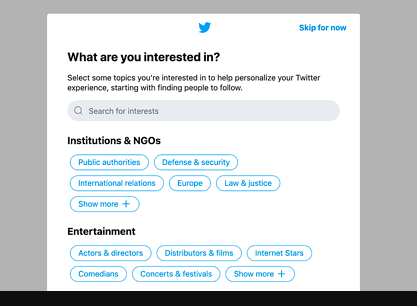 Skip for now
What are you interested in?
Select some topics you're interested in to help personalize your Twitter
experience, starting with finding people to follow.
Search for interests
Institutions & NGOs
Public authorities Defense & security
International relations Europe Law & justice
Show more +
Entertainment
Actors & directors Distributors & films Internet Stars
Comedians Concerts & festivals Show more +